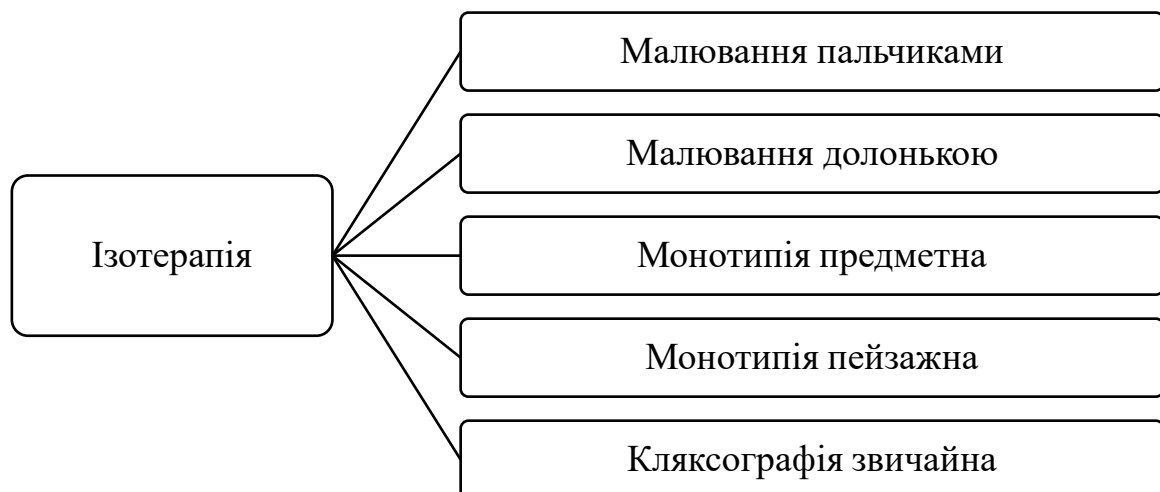 Ізотерапія
Малювання пальчиками
Малювання долонькою
Монотипія предметна
Монотипія пейзажна
Кляксографія звичайна